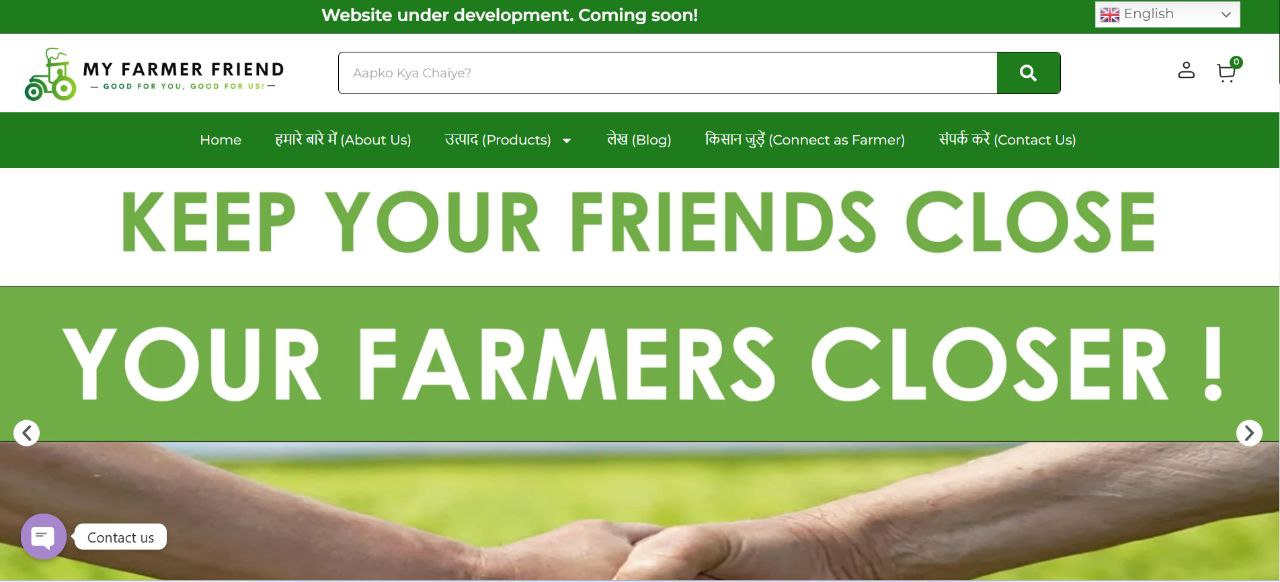 Website under development. Coming soon!
English
MY FARMER FRIEND
GOOD FOR YOU, GOOD FOR US!
Aapko Kya Chaiye?
0
Home
हमारे बारे में (About Us)
उत्पाद (Products)
लेख (Blog)
किसान जुड़ें (Connect as Farmer)
संपर्क करें (Contact Us)
KEEP YOUR FRIENDS CLOSE
YOUR FARMERS CLOSER !
Contact us